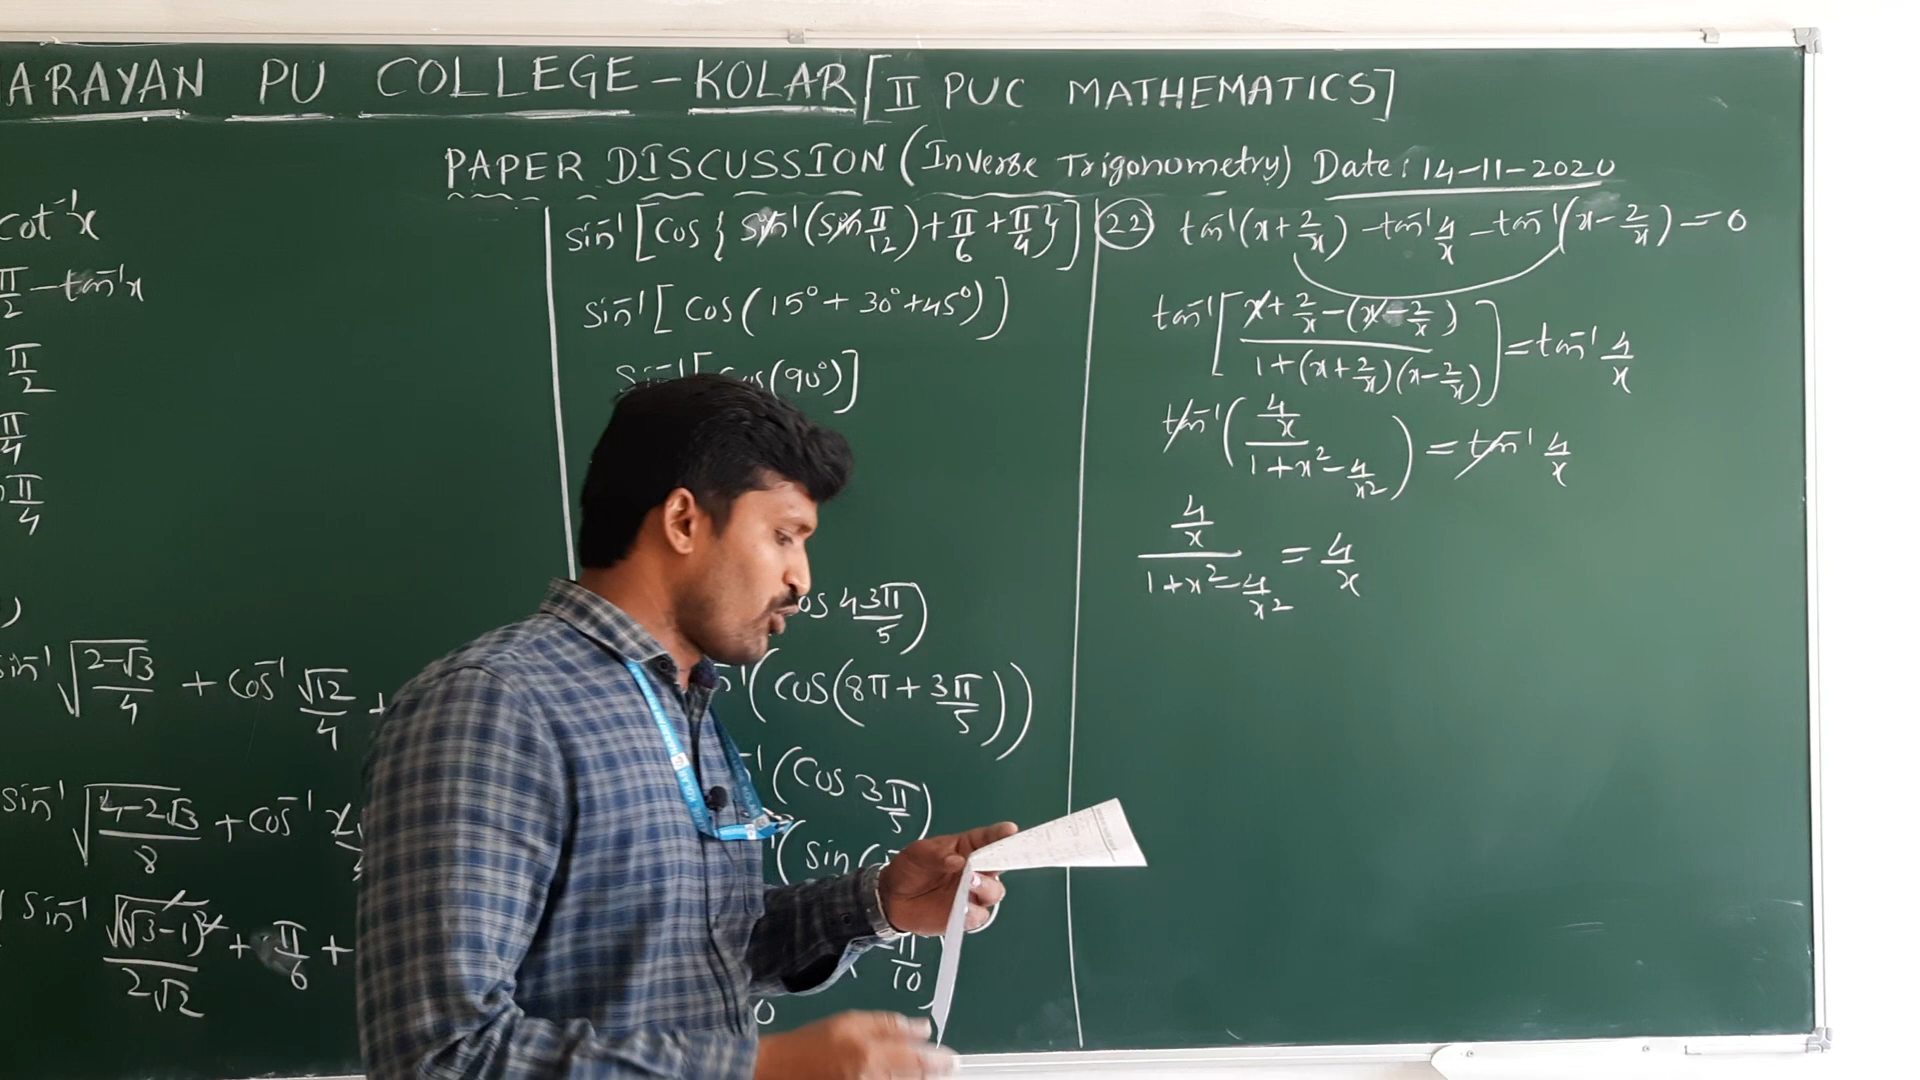 ARAYAN PU COLLEGE - KOLAR [II PUC MATHEMATICS]
PAPER DISCUSSION (Inverse Trigonometry) Date: 14-11-2020
cot⁻¹x
π/2 - tan⁻¹x
π/2
π/4
π/4
)
sin⁻¹ √((2-√3)/4) + cos⁻¹ √12/4 +
sin⁻¹ √((4-2√3)/8) + cos⁻¹
sin⁻¹ √(√3-1)²/2√2 + π/6 +
sin⁻¹[cos{sin⁻¹(sin π/12) + π/6 + π/4}]
sin⁻¹[cos(15° + 30° + 45°)]
sin⁻¹[cos(90°)]
cos 43π/5)
(cos(8π + 3π/5))
⁻¹(cos 3π/5)
(sin(
π/10)
0
22 tan⁻¹(x + 2/x) - tan⁻¹ 4/x - tan⁻¹(x - 2/x) = 0
tan⁻¹[(x + 2/x - (x - 2/x))/(1 + (x + 2/x)(x - 2/x))] = tan⁻¹ 4/x
tan⁻¹((4/x)/(1 + x² - 4/x²)) = tan⁻¹ 4/x
(4/x)/(1 + x² - 4/x²) = 4/x